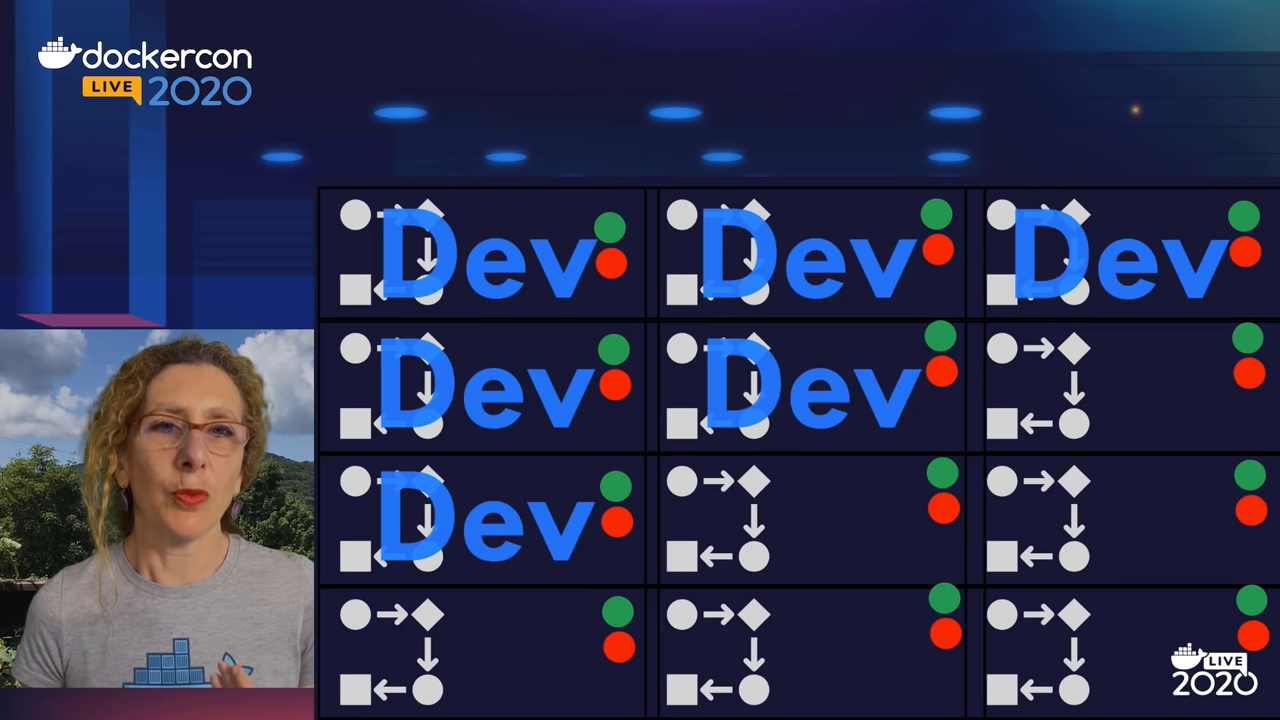 dockercon
LIVE 2020
Dev Dev Dev
Dev Dev
Dev
LIVE
2020